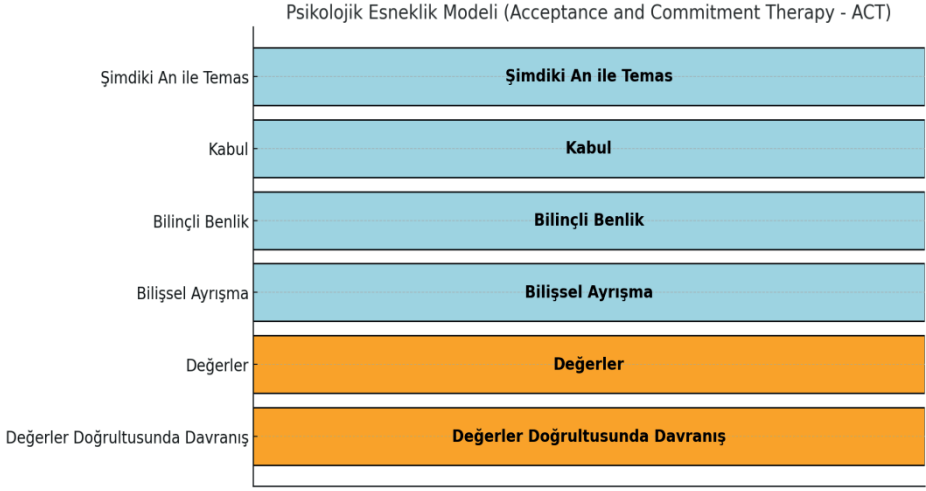 Psikolojik Esneklik Modeli (Acceptance and Commitment Therapy - ACT)
Şimdiki An ile Temas
Şimdiki An ile Temas
Kabul
Kabul
Bilinçli Benlik
Bilinçli Benlik
Bilişsel Ayrışma
Bilişsel Ayrışma
Değerler
Değerler
Değerler Doğrultusunda Davranış
Değerler Doğrultusunda Davranış